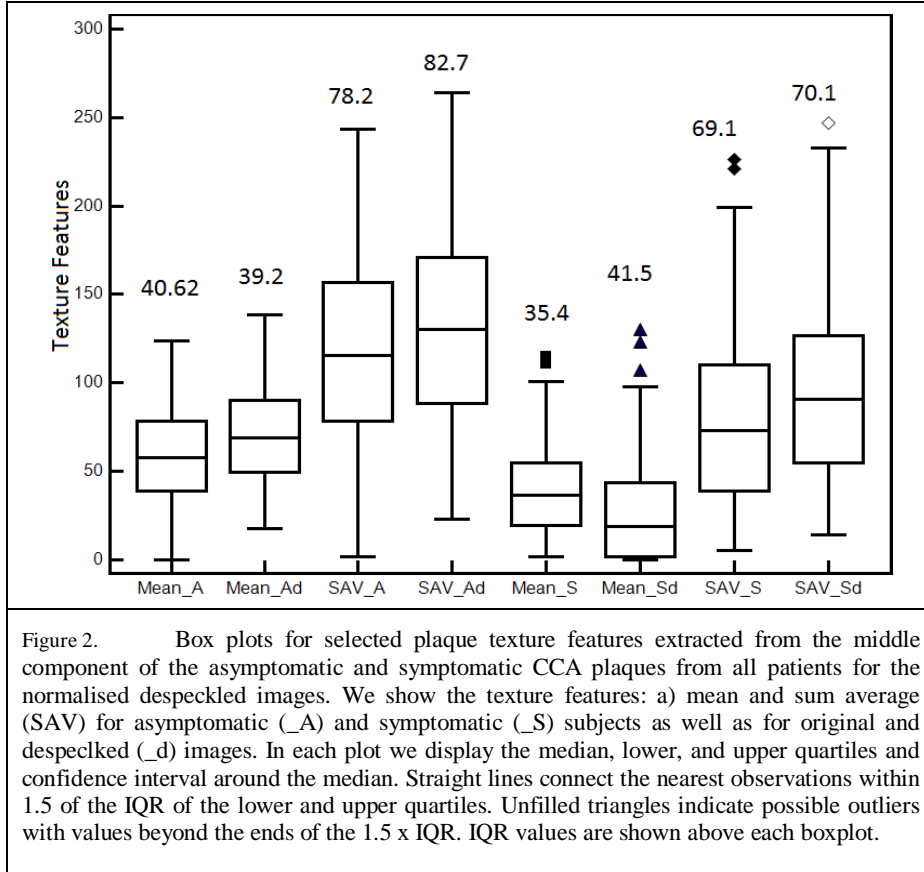 300
250
200
150
100
50
0
Texture Features
40.62
39.2
78.2
82.7
35.4
41.5
69.1
70.1
Mean_A Mean_Ad SAV_A SAV_Ad Mean_S Mean_Sd SAV_S SAV_Sd
Figure 2. Box plots for selected plaque texture features extracted from the middle
component of the asymptomatic and symptomatic CCA plaques from all patients for the
normalised despeckled images. We show the texture features: a) mean and sum average
(SAV) for asymptomatic (_A) and symptomatic (_S) subjects as well as for original and
despeclked (_d) images. In each plot we display the median, lower, and upper quartiles and
confidence interval around the median. Straight lines connect the nearest observations within
1.5 of the IQR of the lower and upper quartiles. Unfilled triangles indicate possible outliers
with values beyond the ends of the 1.5 x IQR. IQR values are shown above each boxplot.